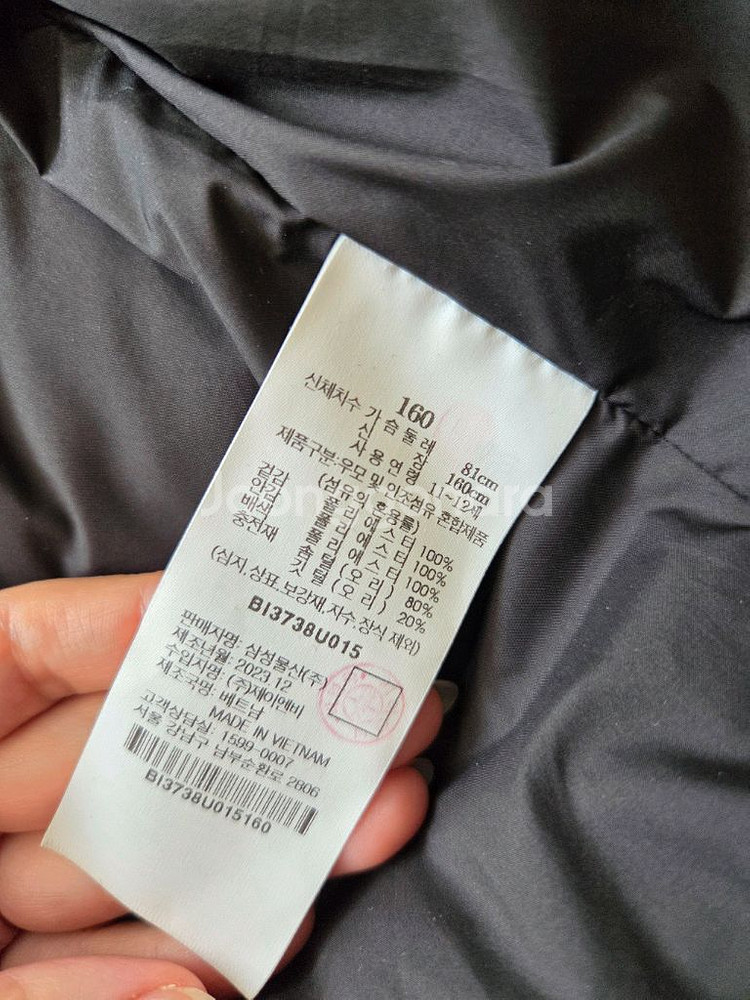 160
신체치수 가 슴 둘 레 81cm
신 장 160cm
사 용 연 령 11-12세
제품구분:우모 및 인조섬유 혼합제품
(섬유의 혼용률)
겉감 폴 리 에 스 터 100%
안감 폴 리 에 스 터 100%
배색 폴 리 에 스 터 100%
충전재 솜 털 (오 리) 80%
깃 털 (오 리) 20%
(심지,상표,보강재,자수,장식 제외)
BI3738U015
판매자명: 삼성물산(주)
제조년월: 2023.12
수입자명: (주)제이엔비
제조국명: 베트남
MADE IN VIETNAM
고객상담실: 1599-0007
서울 강남구 남부순환로 2806
BI3738U015160